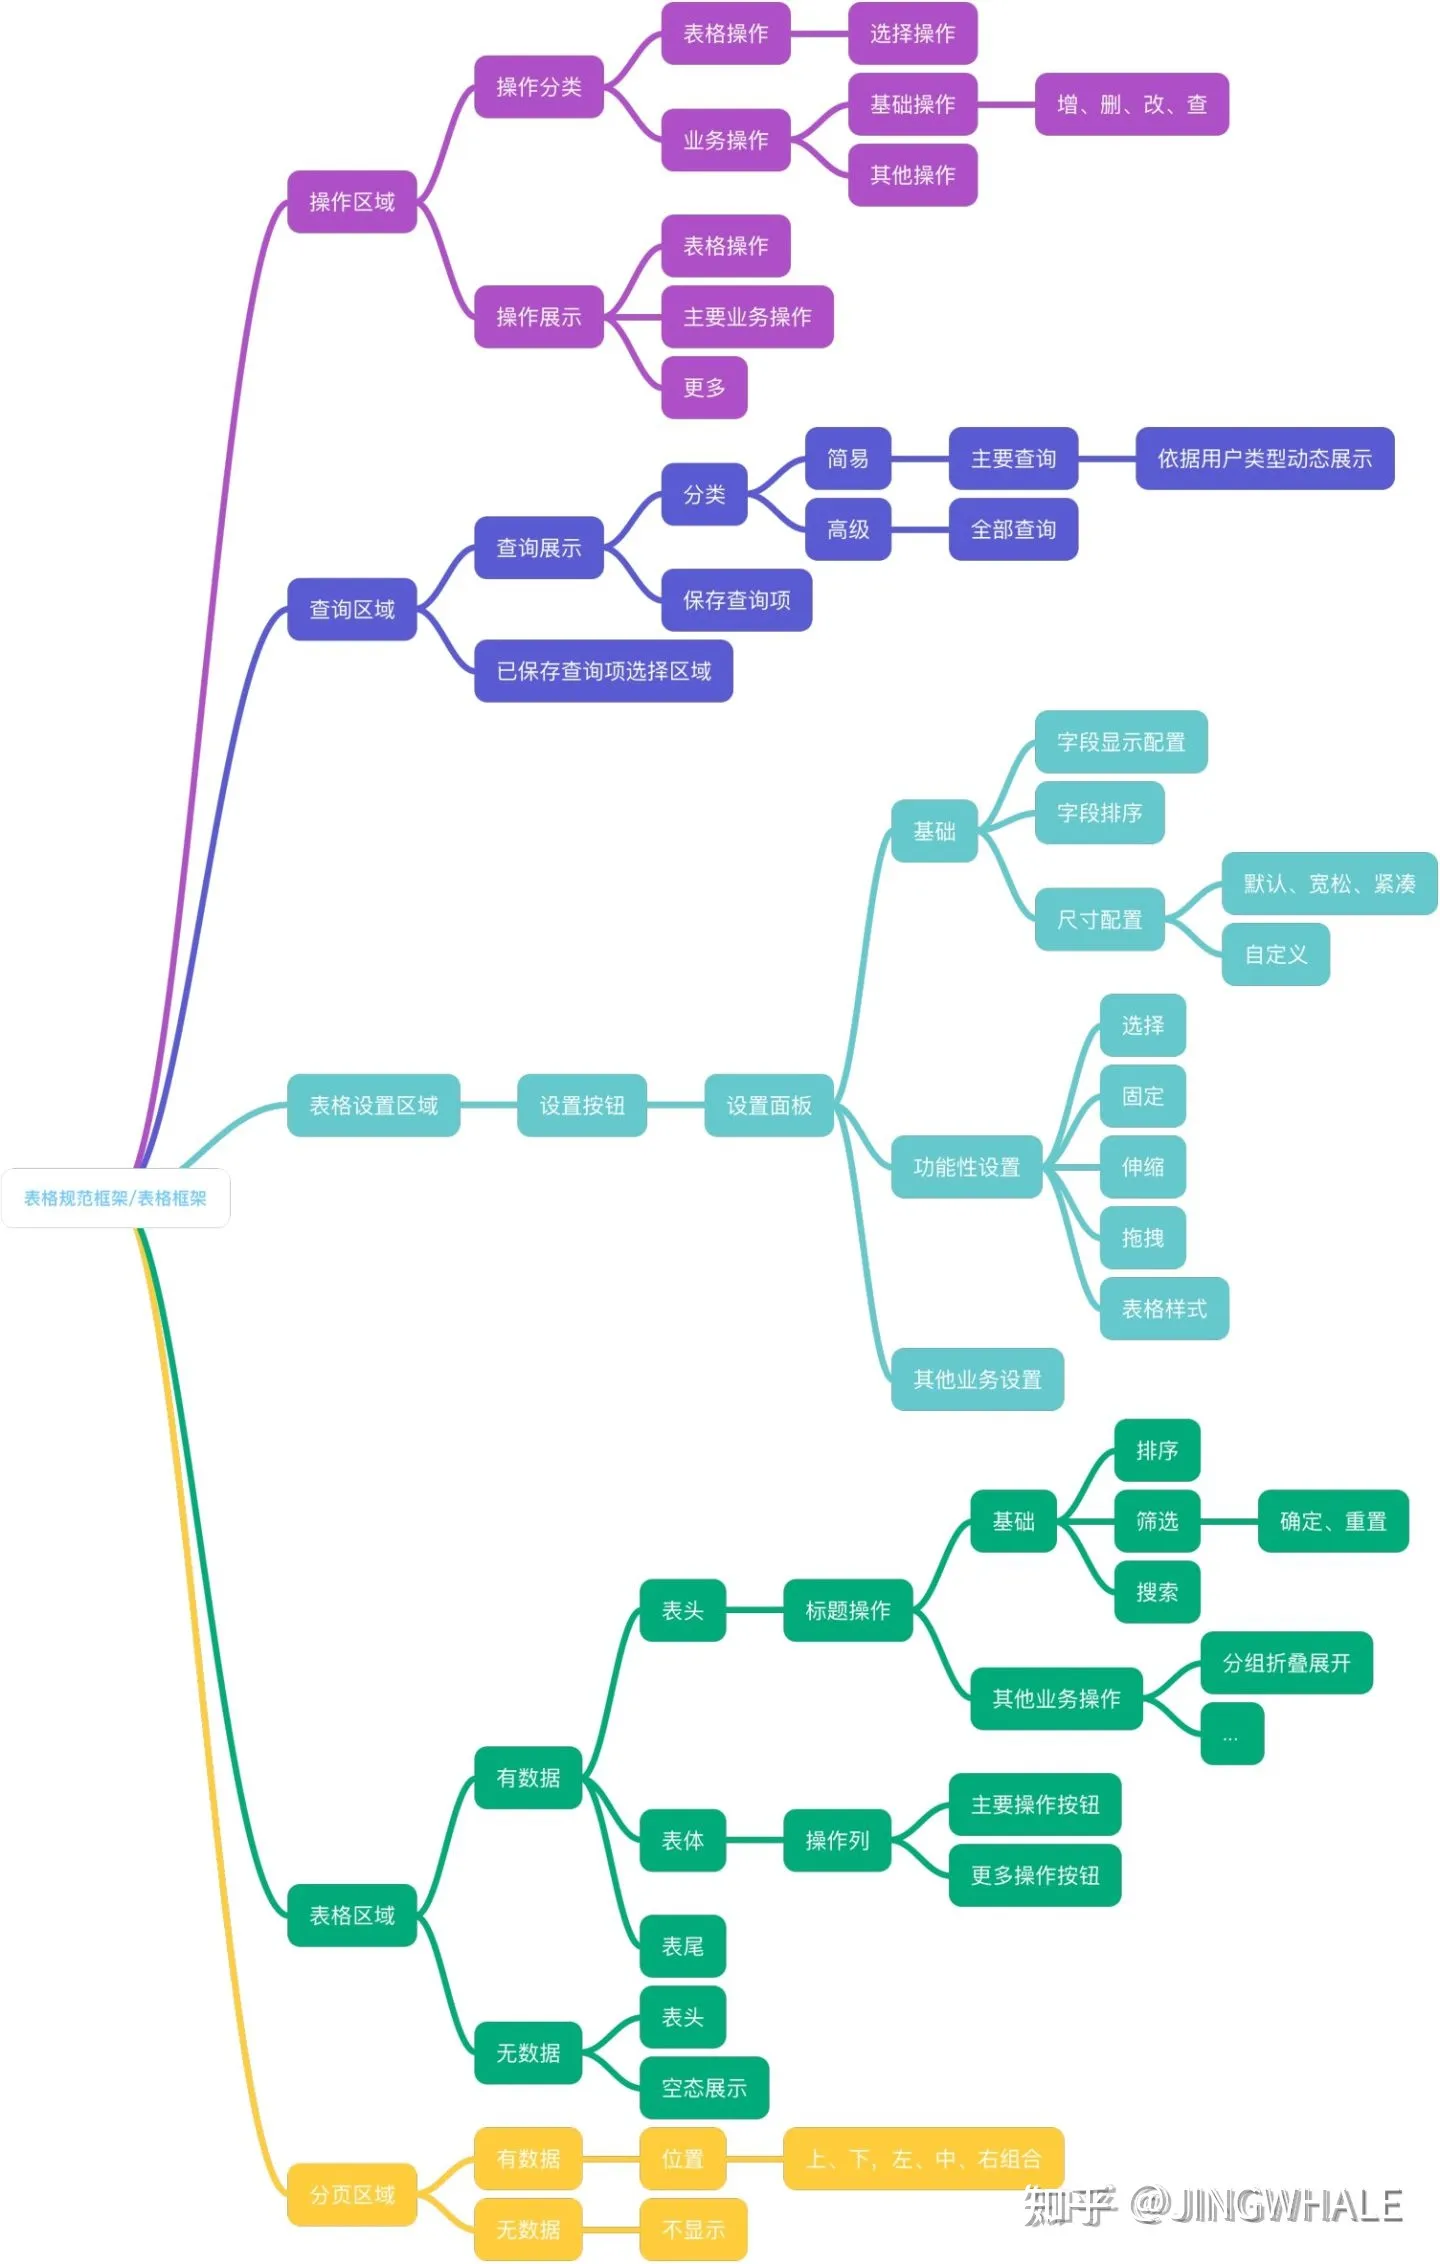 表格操作
选择操作
操作分类
基础操作
增、删、改、查
业务操作
其他操作
操作区域
表格操作
操作展示
主要业务操作
更多
简易
主要查询
依据用户类型动态展示
分类
高级
全部查询
查询展示
保存查询项
查询区域
已保存查询项选择区域
字段显示配置
基础
字段排序
默认、宽松、紧凑
尺寸配置
自定义
选择
固定
表格设置区域
设置按钮
设置面板
功能性设置
伸缩
拖拽
表格样式
其他业务设置
表格规范框架/表格框架
排序
基础
筛选
确定、重置
搜索
表头
标题操作
分组折叠展开
其他业务操作
...
有数据
主要操作按钮
表体
操作列
更多操作按钮
表格区域
表尾
表头
无数据
空态展示
有数据
位置
上、下，左、中、右组合
分页区域
无数据
不显示
知乎 @JINGWHALE